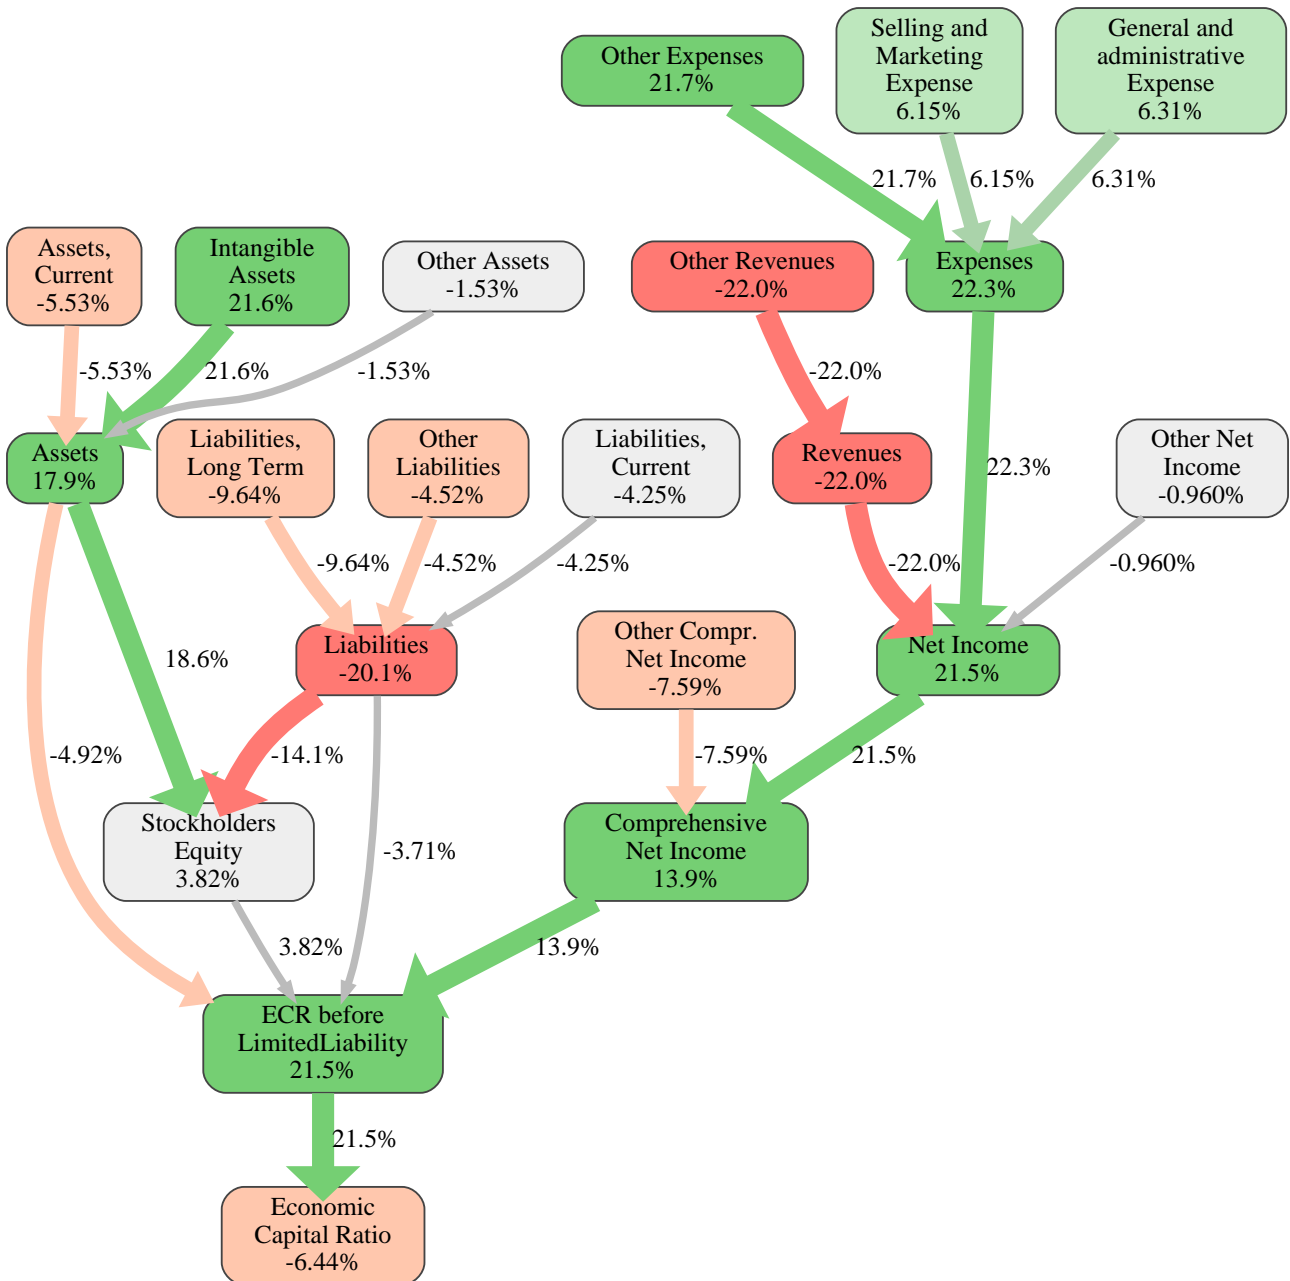 Other Expenses
21.7%
Selling and
Marketing
Expense
6.15%
General and
administrative
Expense
6.31%
21.7%
6.15%
6.31%
Assets,
Current
-5.53%
Intangible
Assets
21.6%
Other Assets
-1.53%
Other Revenues
-22.0%
Expenses
22.3%
-5.53%
21.6%
-1.53%
-22.0%
Assets
17.9%
Liabilities,
Long Term
-9.64%
Other
Liabilities
-4.52%
Liabilities,
Current
-4.25%
Revenues
-22.0%
22.3%
Other Net
Income
-0.960%
-9.64%
-4.52%
-4.25%
-22.0%
-0.960%
18.6%
Liabilities
-20.1%
Other Compr.
Net Income
-7.59%
Net Income
21.5%
-4.92%
-14.1%
-7.59%
21.5%
Stockholders
Equity
3.82%
-3.71%
Comprehensive
Net Income
13.9%
3.82%
13.9%
ECR before
LimitedLiability
21.5%
21.5%
Economic
Capital Ratio
-6.44%